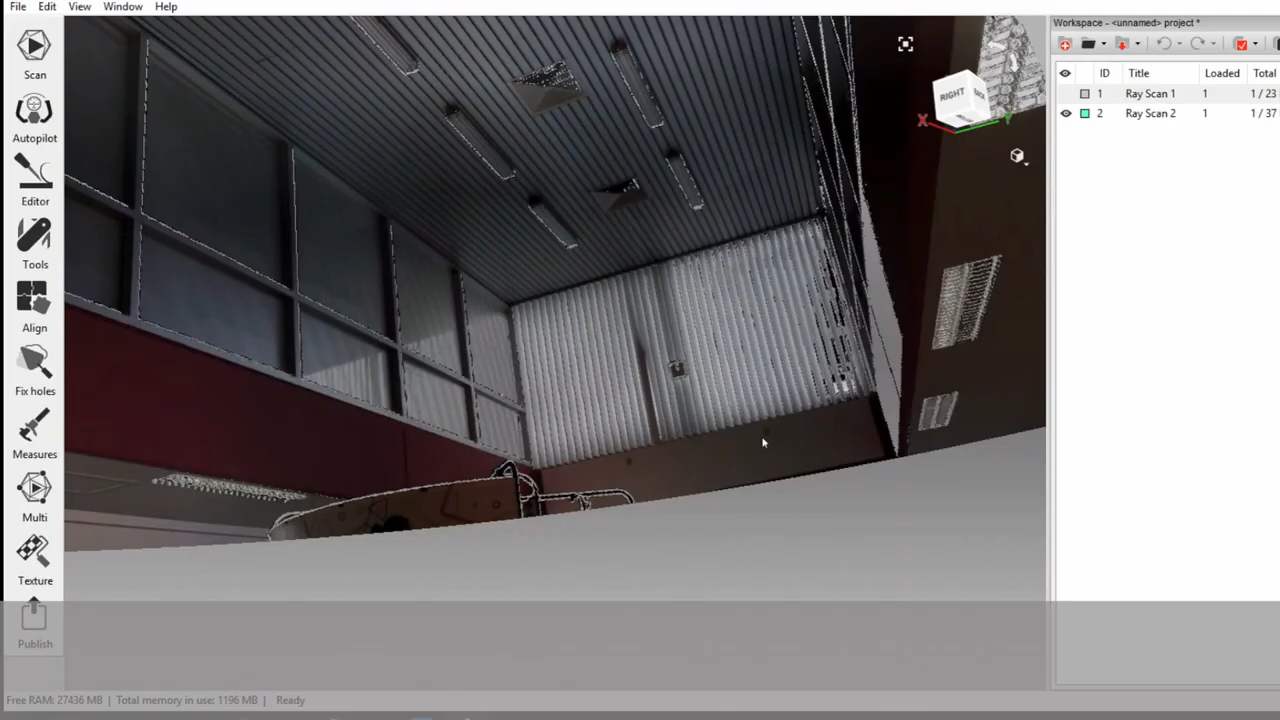 File Edit View Window Help
Workspace - <unnamed> project *
Scan
Autopilot
Editor
Tools
Align
Fix holes
Measures
Multi
Texture
Publish
ID Title Loaded Total
1 Ray Scan 1 1 1 / 23
2 Ray Scan 2 1 1 / 37
RIGHT BACK
X Y
Free RAM: 27436 MB | Total memory in use: 1196 MB | Ready